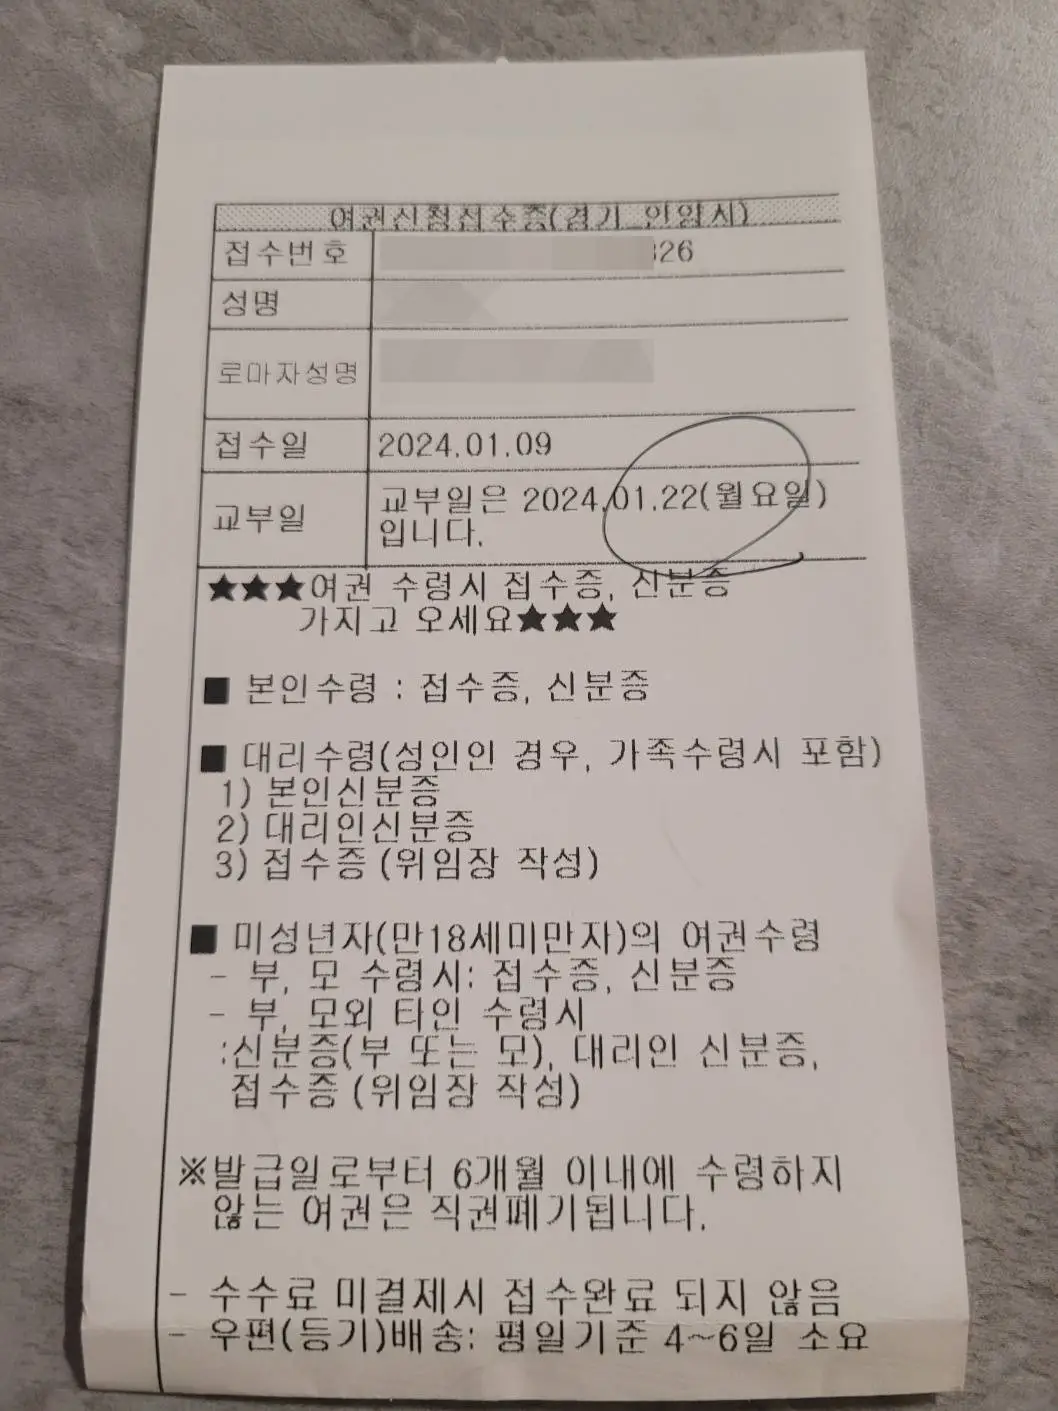 여권신청접수증(경기_안양시)
접수번호 326
성명
로마자성명
접수일 2024.01.09
교부일 교부일은 2024.01.22(월요일)
입니다.
★★★여권 수령시 접수증, 신분증
가지고 오세요★★★
■ 본인수령 : 접수증, 신분증
■ 대리수령(성인인 경우, 가족수령시 포함)
1) 본인신분증
2) 대리인신분증
3) 접수증 (위임장 작성)
■ 미성년자(만18세미만자)의 여권수령
- 부, 모 수령시: 접수증, 신분증
- 부, 모외 타인 수령시
:신분증(부 또는 모), 대리인 신분증,
접수증 (위임장 작성)
※발급일로부터 6개월 이내에 수령하지
않는 여권은 직권폐기됩니다.
- 수수료 미결제시 접수완료 되지 않음
- 우편(등기)배송: 평일기준 4~6일 소요